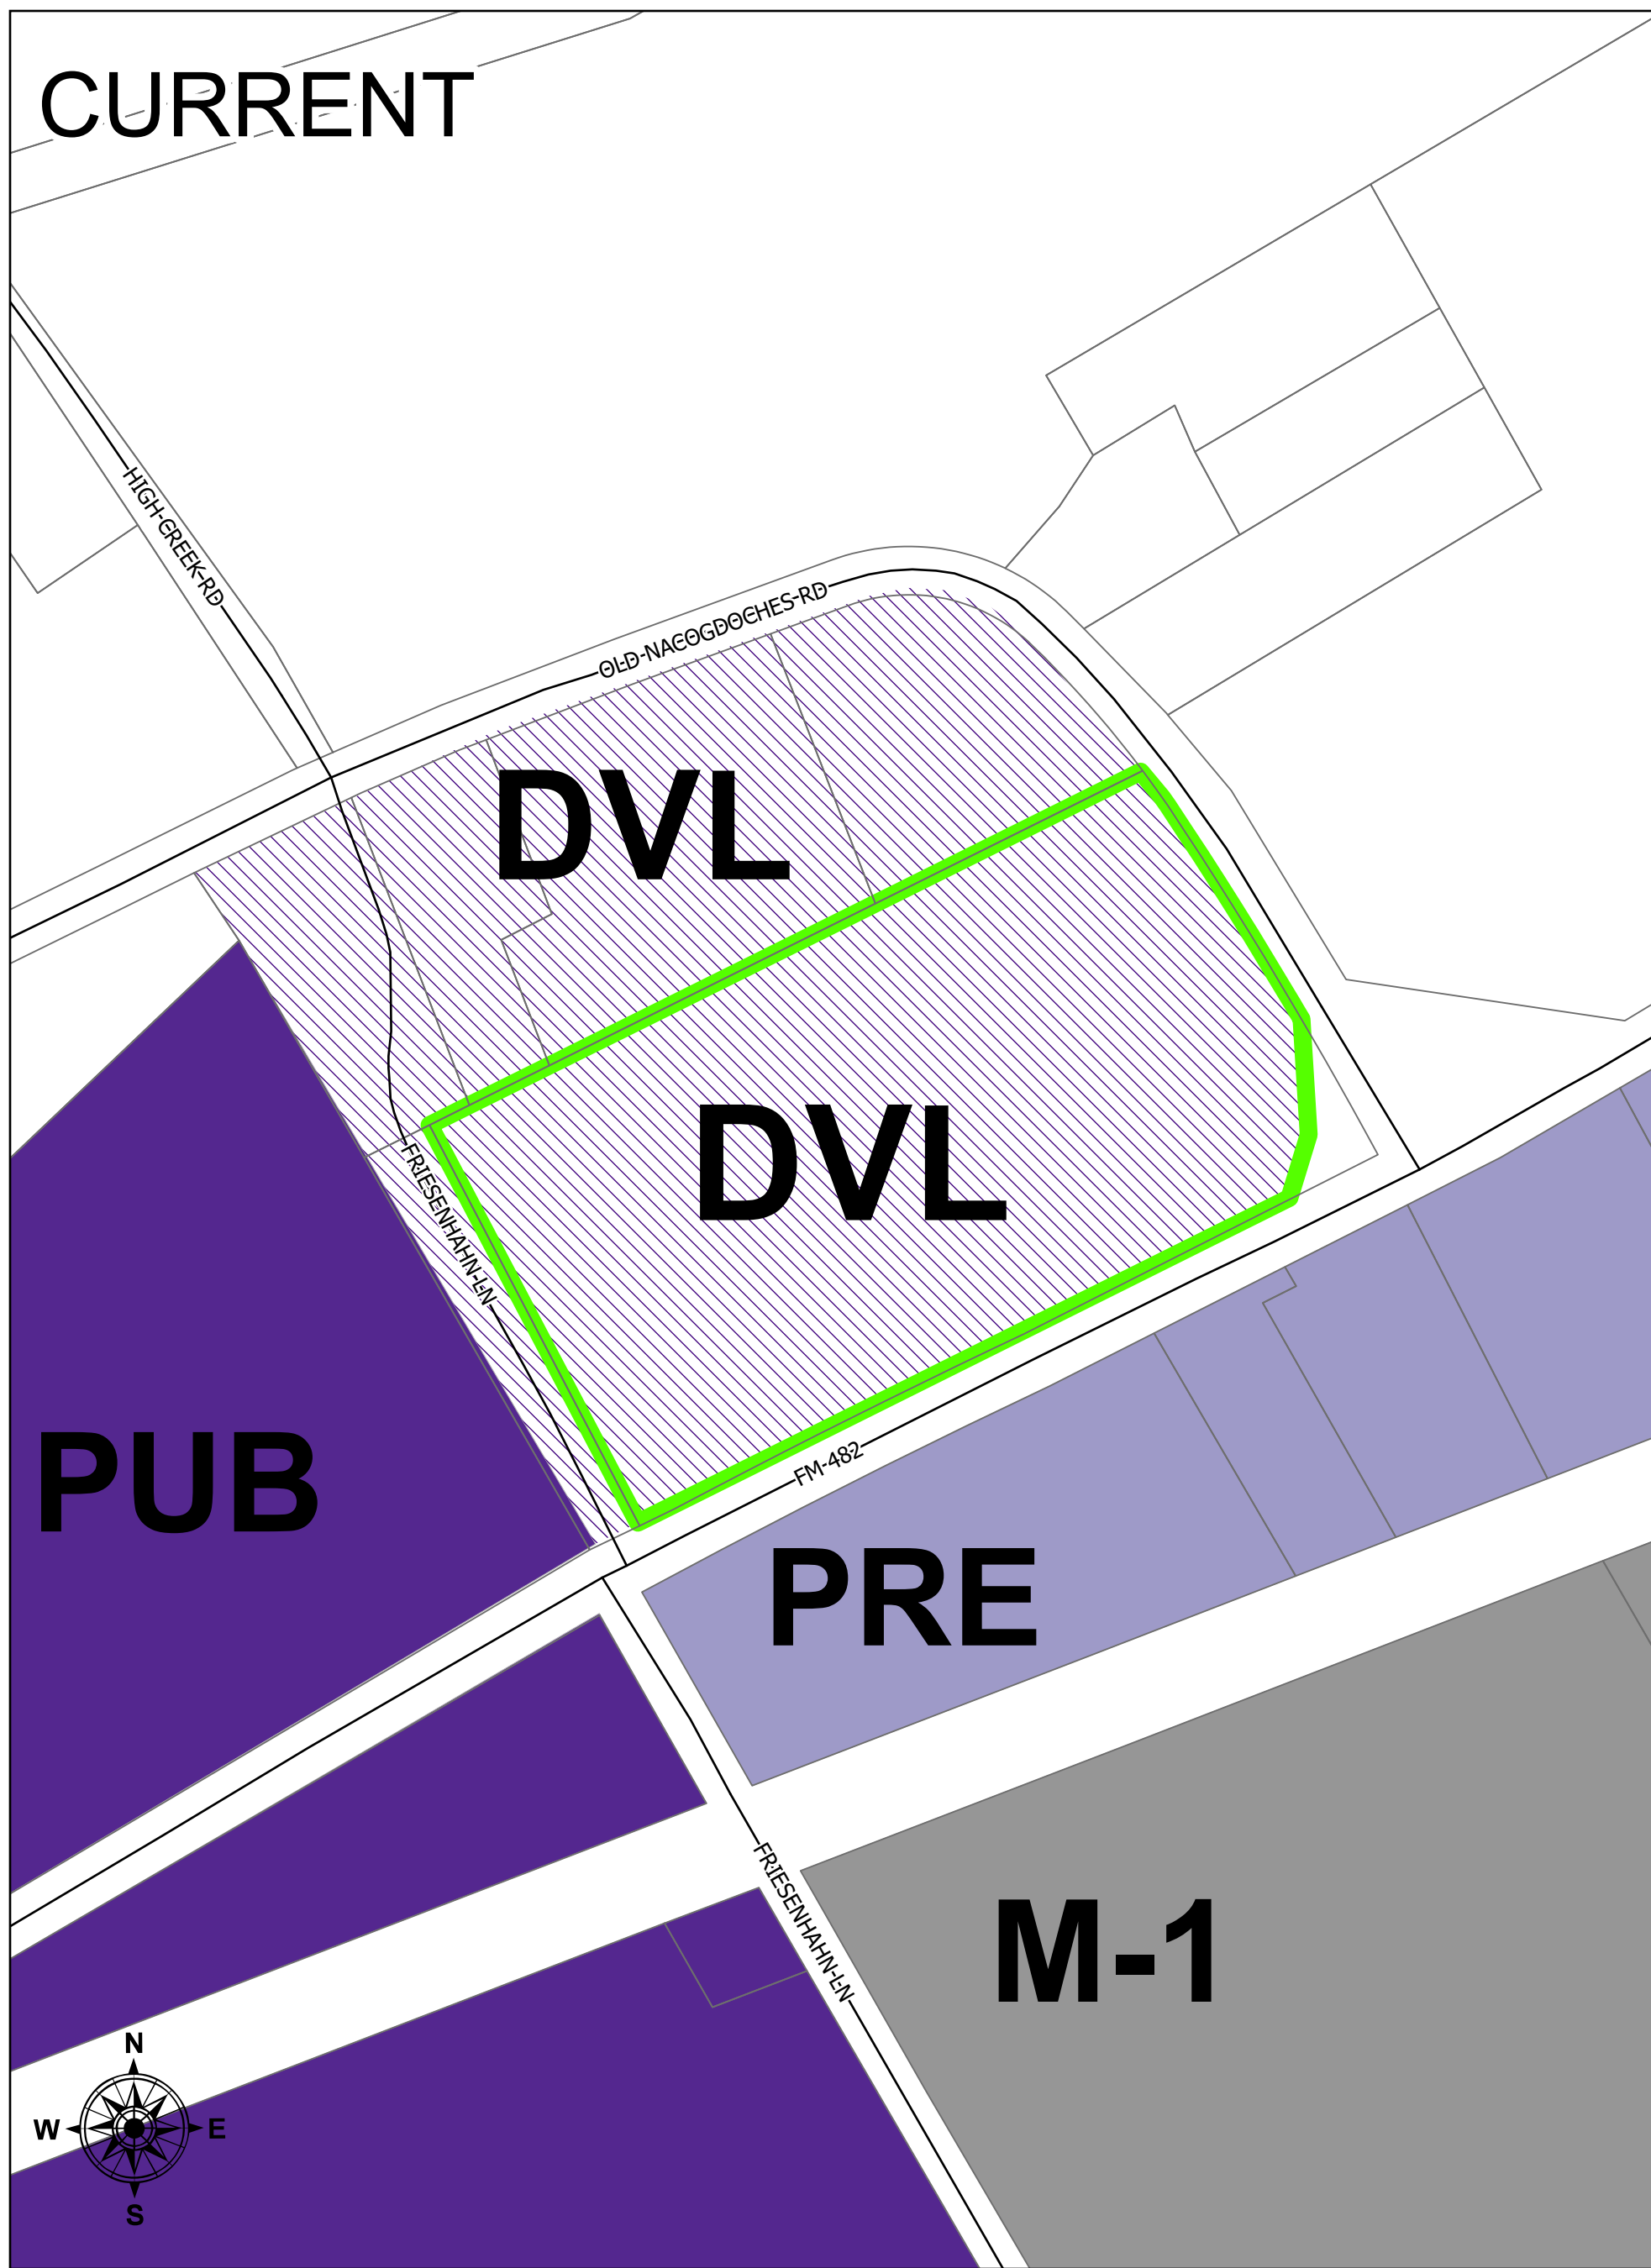 CURRENT
HIGH-CREEK-RD
OLD-NACOGDOCHES-RD
DVL
DVL
FRIESENHAHN-LN
PUB
FM-482
PRE
FRIESENHAHN-LN
M-1
N
W E
S